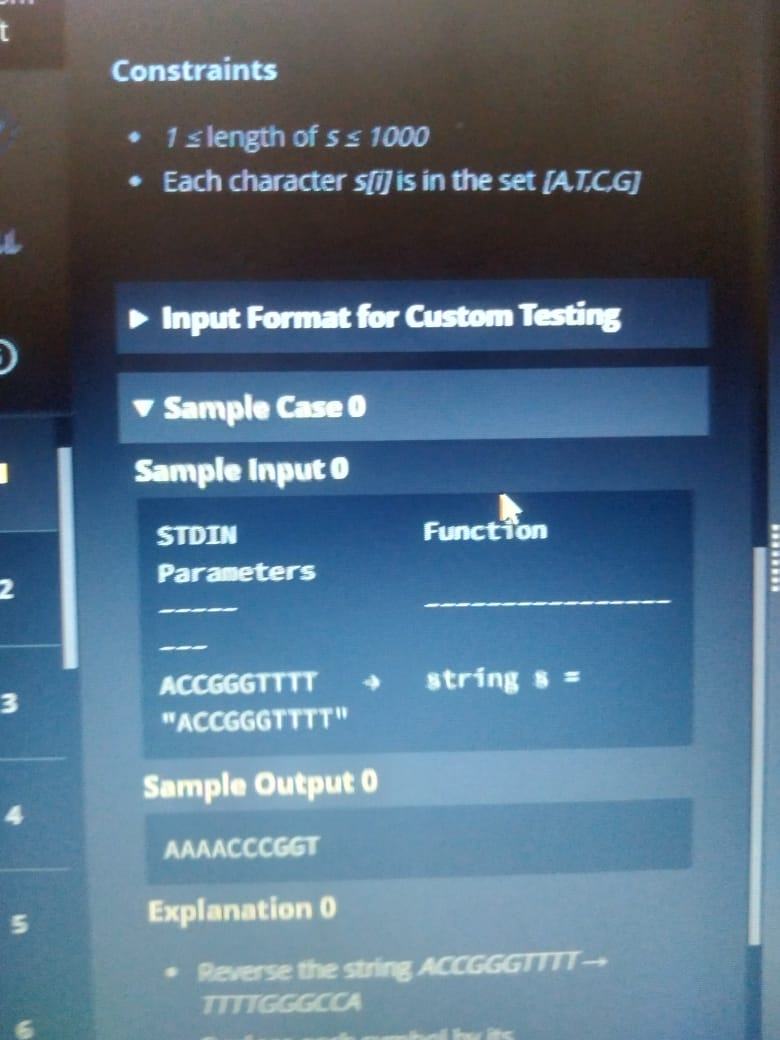 t
Constraints
1 ≤ length of s ≤ 1000
Each character s[i] is in the set [A,T,C,G]
Input Format for Custom Testing
Sample Case 0
Sample Input 0
STDIN Function
Parameters
----- ----------------
---
ACCGGGTTTT → string s =
"ACCGGGTTTT"
Sample Output 0
AAAACCCGGT
Explanation 0
Reverse the string ACCGGGTTTT→
TTTTGGGCCA
2
3
4
5
6